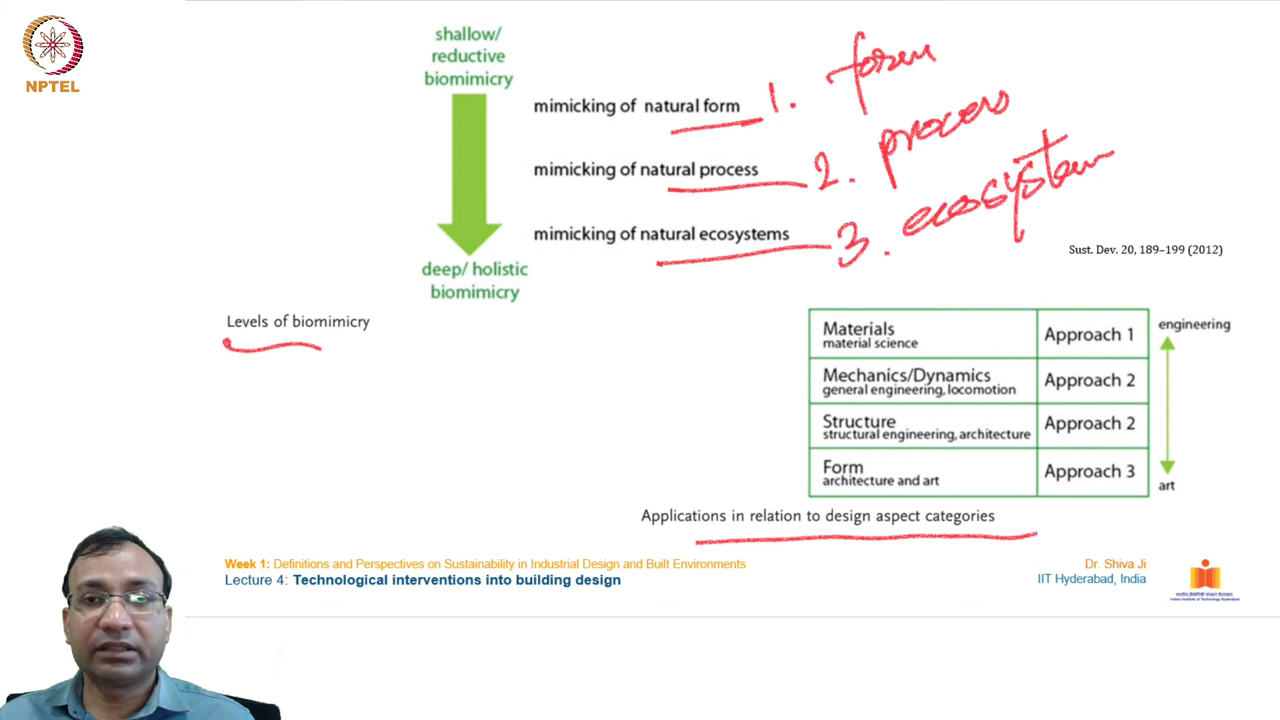 NPTEL
shallow/
reductive
biomimicry
mimicking of natural form
1. form
mimicking of natural process
2. process
mimicking of natural ecosystems
3. ecosystem
deep/ holistic
biomimicry
Sust. Dev. 20, 189–199 (2012)
Levels of biomimicry
Materials
material science
Approach 1
engineering
Mechanics/Dynamics
general engineering, locomotion
Approach 2
Structure
structural engineering, architecture
Approach 2
Form
architecture and art
Approach 3
art
Applications in relation to design aspect categories
Week 1: Definitions and Perspectives on Sustainability in Industrial Design and Built Environments
Lecture 4: Technological interventions into building design
Dr. Shiva Ji
IIT Hyderabad, India